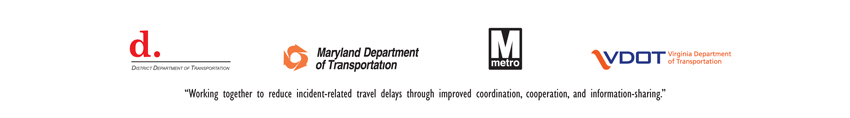 d.
DISTRICT DEPARTMENT OF TRANSPORTATION
Maryland Department
of Transportation
M
metro
VDOT
Virginia Department
of Transportation
“Working together to reduce incident-related travel delays through improved coordination, cooperation, and information-sharing.”